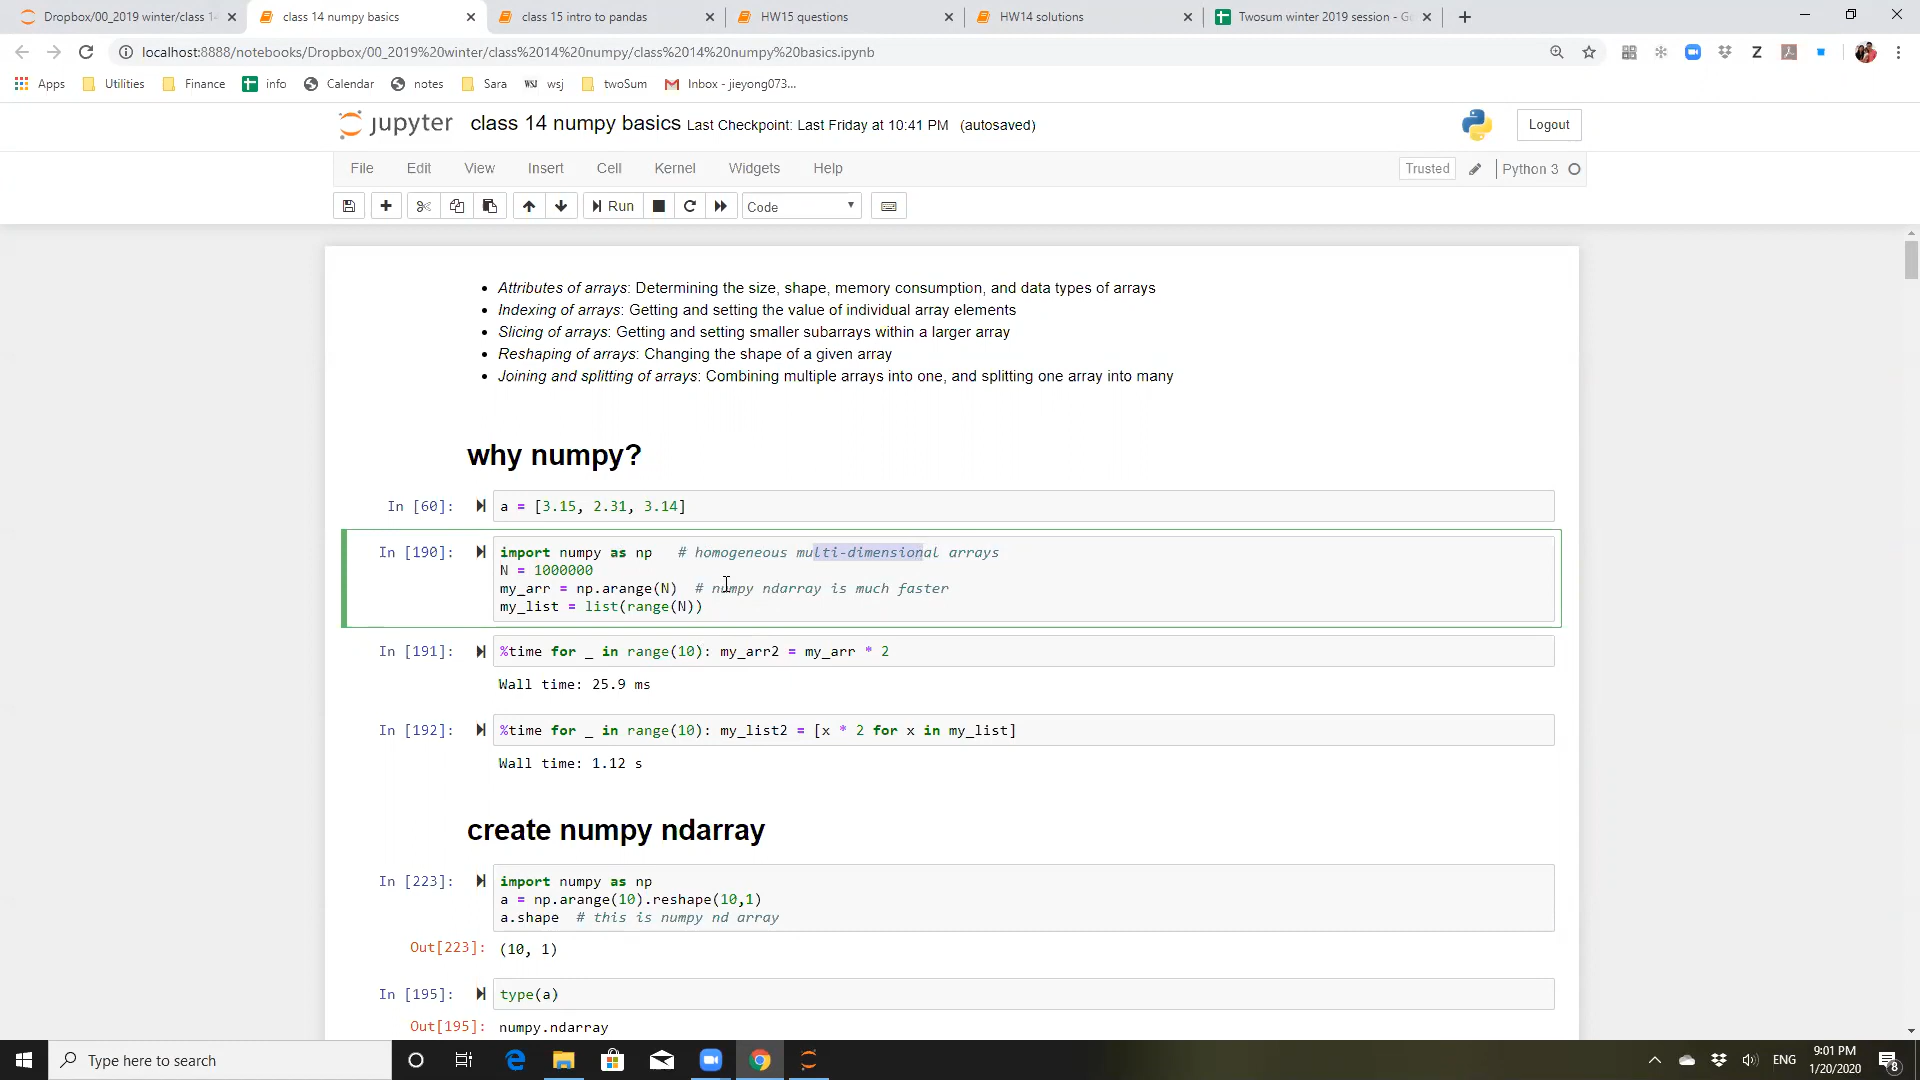 Dropbox/00_2019 winter/class 14
class 14 numpy basics
class 15 intro to pandas
HW15 questions
HW14 solutions
Twosum winter 2019 session - G
localhost:8888/notebooks/Dropbox/00_2019%20winter/class%2014%20numpy/class%2014%20numpy%20basics.ipynb
Apps
Utilities
Finance
info
Calendar
notes
Sara
WSJ
wsj
twoSum
Inbox - jieyong073...
jupyter
class 14 numpy basics Last Checkpoint: Last Friday at 10:41 PM (autosaved)
Logout
File
Edit
View
Insert
Cell
Kernel
Widgets
Help
Trusted
Python 3
Run
Code
Attributes of arrays: Determining the size, shape, memory consumption, and data types of arrays
Indexing of arrays: Getting and setting the value of individual array elements
Slicing of arrays: Getting and setting smaller subarrays within a larger array
Reshaping of arrays: Changing the shape of a given array
Joining and splitting of arrays: Combining multiple arrays into one, and splitting one array into many
why numpy?
In [60]: a = [3.15, 2.31, 3.14]
In [190]: import numpy as np # homogeneous multi-dimensional arrays
N = 1000000
my_arr = np.arange(N) # numpy ndarray is much faster
my_list = list(range(N))
In [191]: %time for _ in range(10): my_arr2 = my_arr * 2
Wall time: 25.9 ms
In [192]: %time for _ in range(10): my_list2 = [x * 2 for x in my_list]
Wall time: 1.12 s
create numpy ndarray
In [223]: import numpy as np
a = np.arange(10).reshape(10,1)
a.shape # this is numpy nd array
Out[223]: (10, 1)
In [195]: type(a)
Out[195]: numpy.ndarray
Type here to search
ENG
9:01 PM
1/20/2020
8